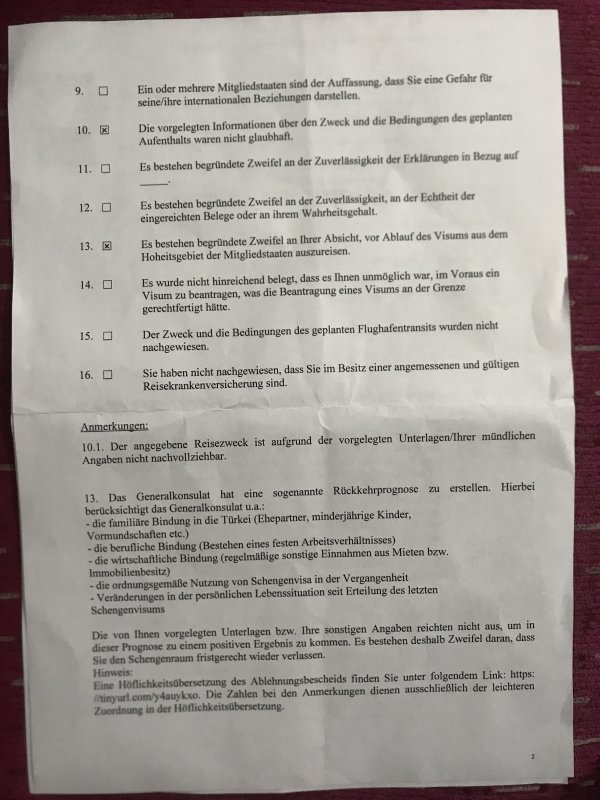 9. ☐ Ein oder mehrere Mitgliedstaaten sind der Auffassung, dass Sie eine Gefahr für
seine/ihre internationalen Beziehungen darstellen.
10. ☒ Die vorgelegten Informationen über den Zweck und die Bedingungen des geplanten
Aufenthalts waren nicht glaubhaft.
11. ☐ Es bestehen begründete Zweifel an der Zuverlässigkeit der Erklärungen in Bezug auf
_____.
12. ☐ Es bestehen begründete Zweifel an der Zuverlässigkeit, an der Echtheit der
eingereichten Belege oder an ihrem Wahrheitsgehalt.
13. ☒ Es bestehen begründete Zweifel an Ihrer Absicht, vor Ablauf des Visums aus dem
Hoheitsgebiet der Mitgliedstaaten auszureisen.
14. ☐ Es wurde nicht hinreichend belegt, dass es Ihnen unmöglich war, im Voraus ein
Visum zu beantragen, was die Beantragung eines Visums an der Grenze
gerechtfertigt hätte.
15. ☐ Der Zweck und die Bedingungen des geplanten Flughafentransits wurden nicht
nachgewiesen.
16. ☐ Sie haben nicht nachgewiesen, dass Sie im Besitz einer angemessenen und gültigen
Reisekrankenversicherung sind.
Anmerkungen:
10.1. Der angegebene Reisezweck ist aufgrund der vorgelegten Unterlagen/Ihrer mündlichen
Angaben nicht nachvollziehbar.
13. Das Generalkonsulat hat eine sogenannte Rückkehrprognose zu erstellen. Hierbei
berücksichtigt das Generalkonsulat u.a.:
- die familiäre Bindung in die Türkei (Ehepartner, minderjährige Kinder,
Vormundschaften etc.)
- die berufliche Bindung (Bestehen eines festen Arbeitsverhältnisses)
- die wirtschaftliche Bindung (regelmäßige sonstige Einnahmen aus Mieten bzw.
Immobilienbesitz)
- die ordnungsgemäße Nutzung von Schengenvisa in der Vergangenheit
- Veränderungen in der persönlichen Lebenssituation seit Erteilung des letzten
Schengenvisums
Die von Ihnen vorgelegten Unterlagen bzw. Ihre sonstigen Angaben reichten nicht aus, um in
dieser Prognose zu einem positiven Ergebnis zu kommen. Es bestehen deshalb Zweifel daran, dass
Sie den Schengenraum fristgerecht wieder verlassen.
Hinweis:
Eine Höflichkeitsübersetzung des Ablehnungsbescheids finden Sie unter folgendem Link: https:
//tinyurl.com/y4auykxo. Die Zahlen bei den Anmerkungen dienen ausschließlich der leichteren
Zuordnung in der Höflichkeitsübersetzung.
2